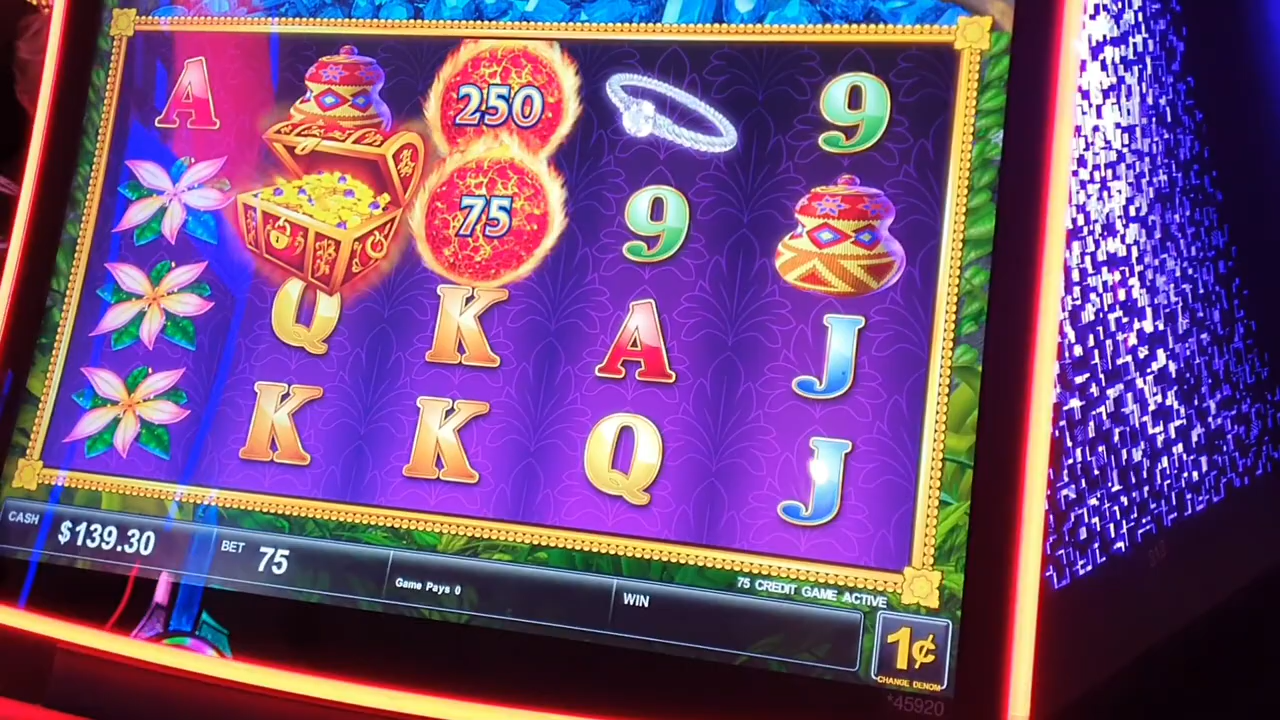 A
250
9
75
9
Q
K
A
J
K
K
Q
J
CASH
$139.30
BET
75
Game Pays 0
WIN
75 CREDIT GAME ACTIVE
1¢
CHANGE DENOM
*45920